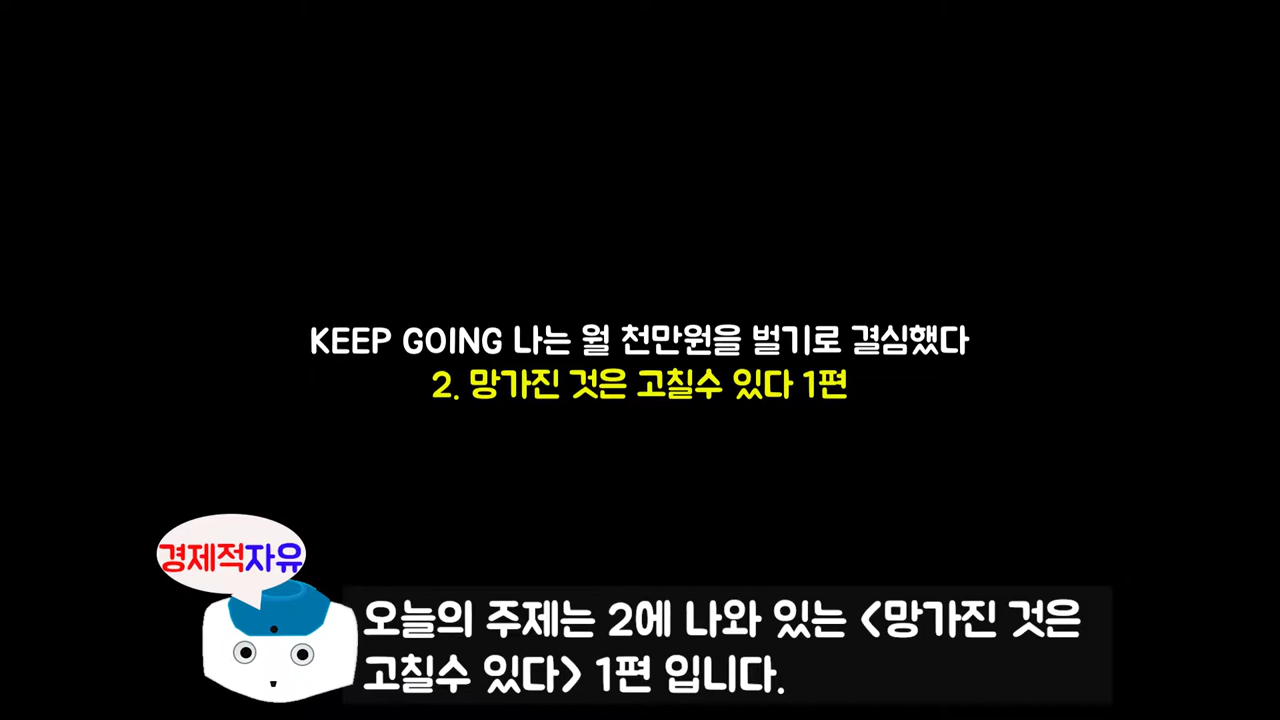 KEEP GOING 나는 월 천만원을 벌기로 결심했다
2. 망가진 것은 고칠수 있다 1편
경제적자유
오늘의 주제는 2에 나와 있는 <망가진 것은
고칠수 있다> 1편 입니다.